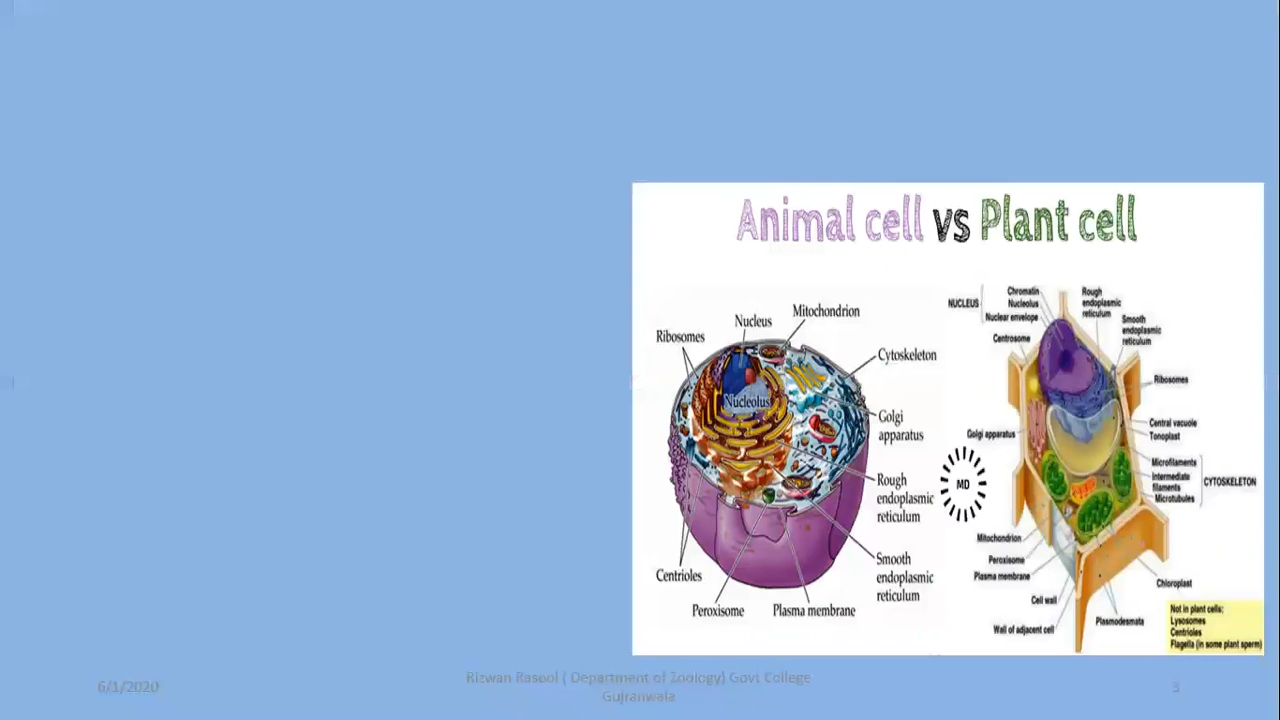 Animal cell vs Plant cell
Nucleus
Mitochondrion
Ribosomes
Cytoskeleton
Nucleolus
Golgi
apparatus
Rough
endoplasmic
reticulum
Smooth
endoplasmic
reticulum
Centrioles
Peroxisome
Plasma membrane
MD
NUCLEUS
Chromatin
Nucleolus
Nuclear envelope
Centrosome
Rough
endoplasmic
reticulum
Smooth
endoplasmic
reticulum
Ribosomes
Central vacuole
Tonoplast
Golgi apparatus
Microfilaments
Intermediate
filaments
Microtubules
CYTOSKELETON
Mitochondrion
Peroxisome
Plasma membrane
Cell wall
Wall of adjacent cell
Chloroplast
Plasmodesmata
Not in plant cells:
Lysosomes
Centrioles
Flagella (in some plant sperm)
6/1/2020
Rizwan Rasool ( Department of Zoology) Govt College
Gujranwala
3